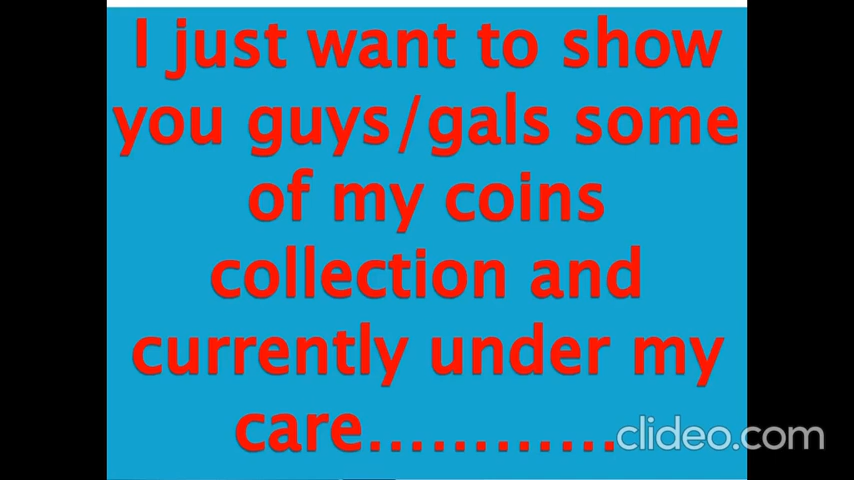 I just want to show
you guys/gals some
of my coins
collection and
currently under my
care............
clideo.com